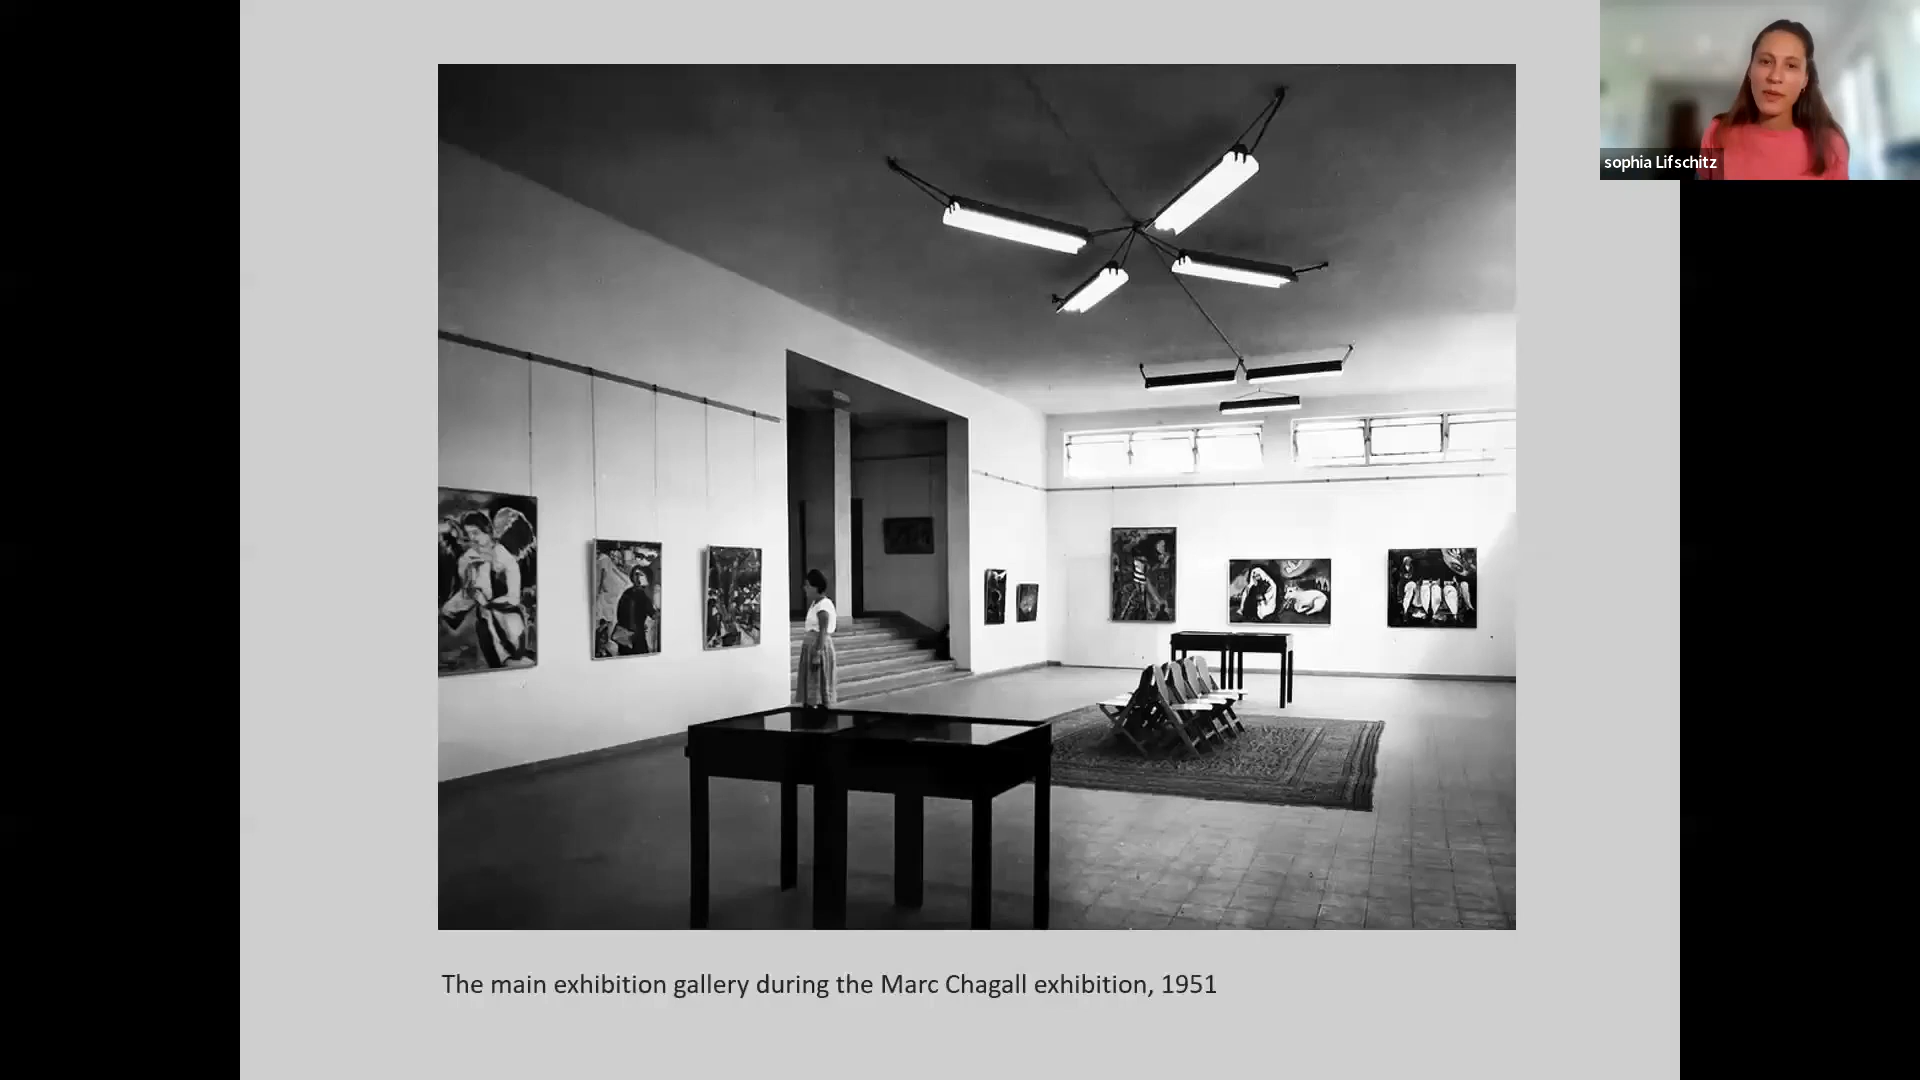 sophia Lifschitz
The main exhibition gallery during the Marc Chagall exhibition, 1951